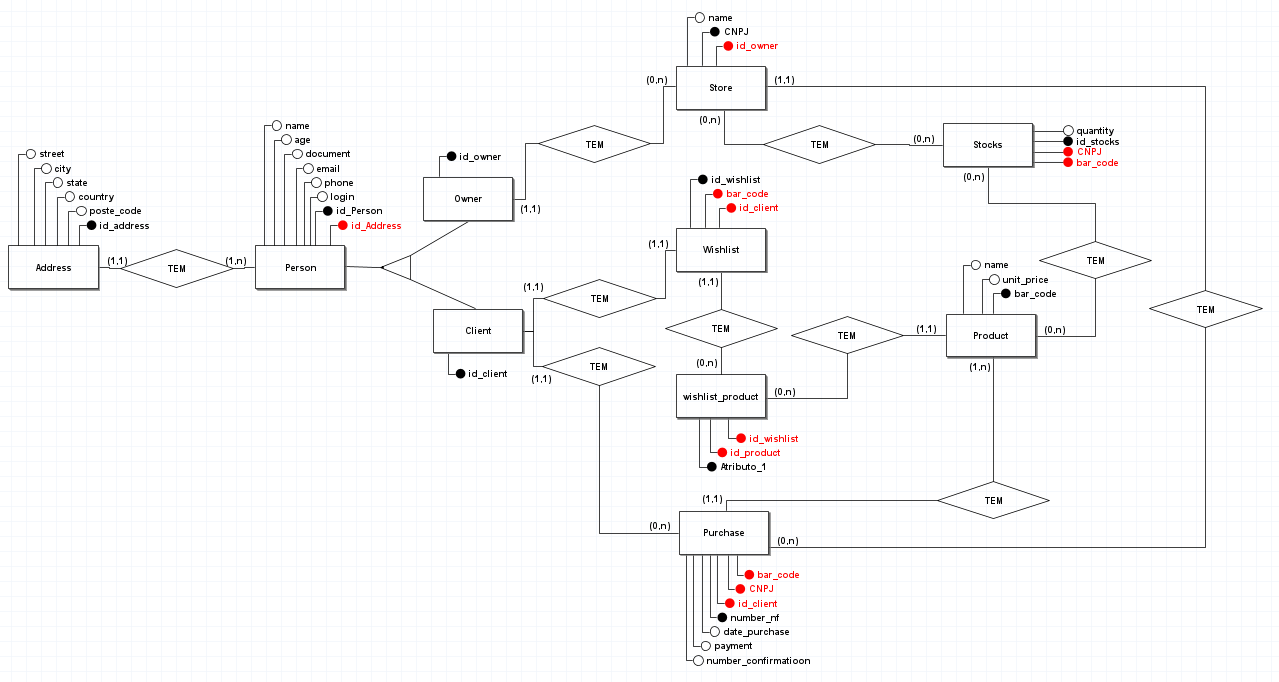 name
CNPJ
id_owner
(0,n)
Store
(1,1)
(0,n)
TEM
(0,n)
Stocks
quantity
id_stocks
CNPJ
bar_code
(0,n)
TEM
name
age
document
email
phone
login
id_Person
id_Address
street
city
state
country
poste_code
id_address
Address
(1,1)
TEM
(1,n)
Person
id_owner
Owner
(1,1)
TEM
id_wishlist
bar_code
id_client
(1,1)
Wishlist
(1,1)
(1,1)
TEM
Client
id_client
TEM
(1,1)
TEM
(0,n)
wishlist_product
(0,n)
TEM
(1,1)
name
unit_price
bar_code
Product
(0,n)
(1,n)
TEM
id_wishlist
id_product
Atributo_1
TEM
(1,1)
(0,n)
Purchase
(0,n)
bar_code
CNPJ
id_client
number_nf
date_purchase
payment
number_confirmatioon